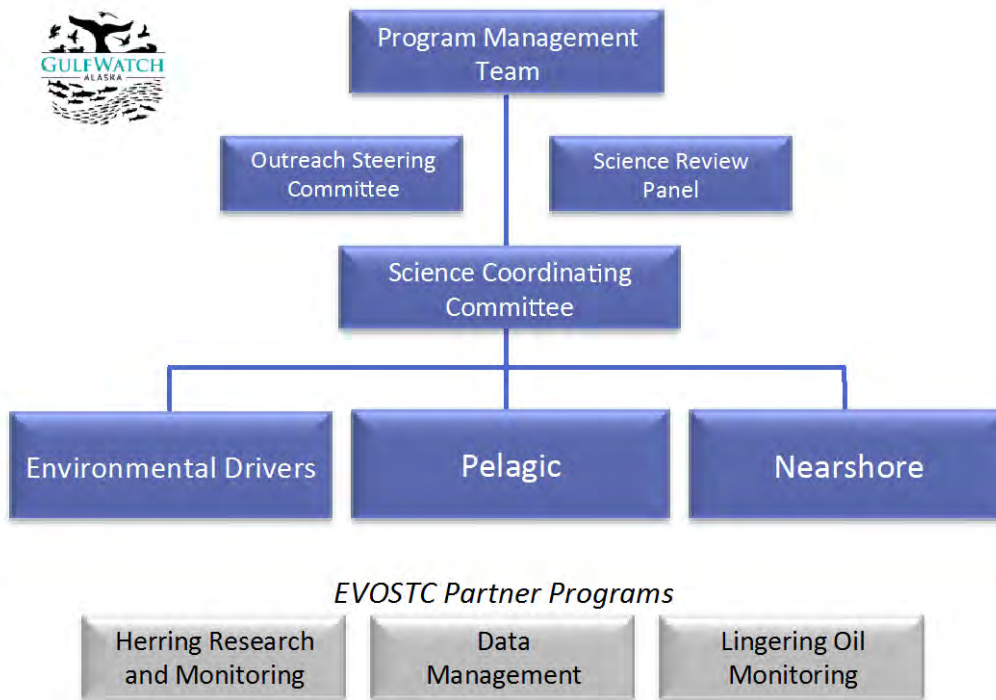 GULFWATCH
ALASKA
Program Management
Team
Outreach Steering
Committee
Science Review
Panel
Science Coordinating
Committee
Environmental Drivers
Pelagic
Nearshore
EVOSTC Partner Programs
Herring Research
and Monitoring
Data
Management
Lingering Oil
Monitoring